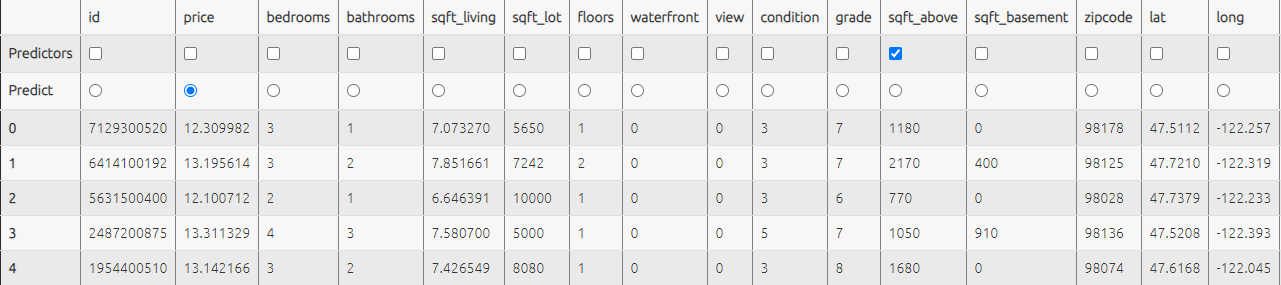 id price bedrooms bathrooms sqft_living sqft_lot floors waterfront view condition grade sqft_above sqft_basement zipcode lat long
Predictors
Predict
0 7129300520 12.309982 3 1 7.073270 5650 1 0 0 3 7 1180 0 98178 47.5112 -122.257
1 6414100192 13.195614 3 2 7.851661 7242 2 0 0 3 7 2170 400 98125 47.7210 -122.319
2 5631500400 12.100712 2 1 6.646391 10000 1 0 0 3 6 770 0 98028 47.7379 -122.233
3 2487200875 13.311329 4 3 7.580700 5000 1 0 0 5 7 1050 910 98136 47.5208 -122.393
4 1954400510 13.142166 3 2 7.426549 8080 1 0 0 3 8 1680 0 98074 47.6168 -122.045